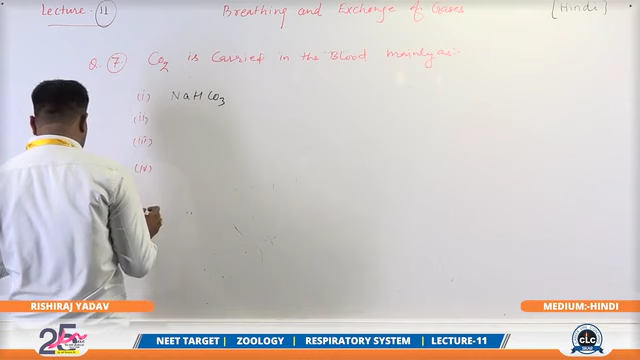 Lecture-11 Breathing and Exchange of Gases [Hindi]
Q. 7 CO2 is Carried in the Blood mainly as
(i) NaHCO3
(ii)
(iii)
(iv)
RISHIRAJ YADAV MEDIUM:-HINDI
25
NEET TARGET | ZOOLOGY | RESPIRATORY SYSTEM | LECTURE-11
CLC